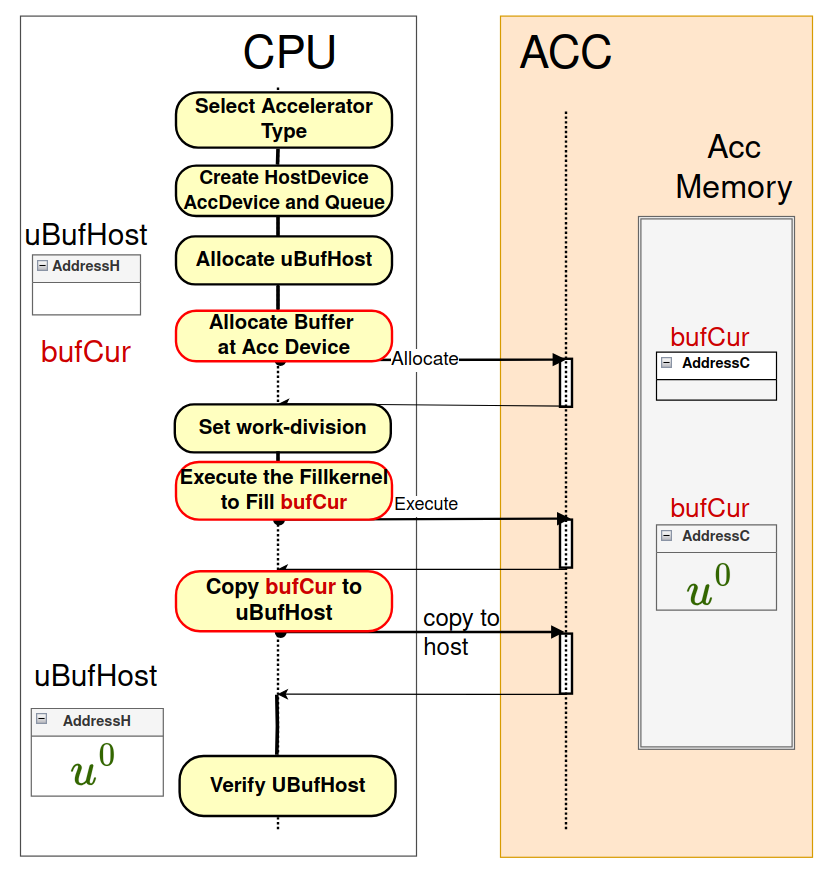 CPU
ACC
Select Accelerator
Type
Create HostDevice
AccDevice and Queue
Acc
Memory
uBufHost
AddressH
Allocate uBufHost
bufCur
Allocate Buffer
at Acc Device
Allocate
bufCur
AddressC
Set work-division
Execute the Fillkernel
to Fill bufCur
Execute
bufCur
AddressC
u⁰
Copy bufCur to
uBufHost
copy to
host
uBufHost
AddressH
u⁰
Verify UBufHost